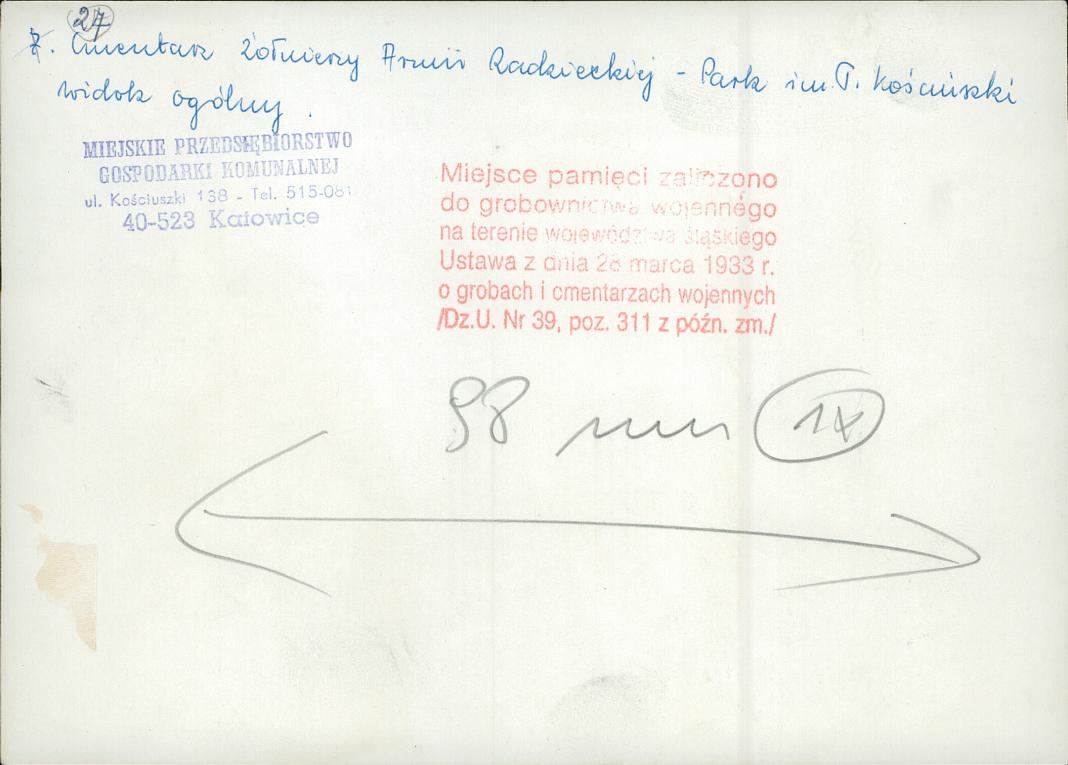 27
7. Cmentarz Żołnierzy Armii Radzieckiej - Park im. T. Kościuszki
widok ogólny.
MIEJSKIE PRZEDSIĘBIORSTWO
GOSPODARKI KOMUNALNEJ
ul. Kościuszki 138 - Tel. 515-081
40-523 Katowice
Miejsce pamięci zaliczono
do grobownictwa wojennego
na terenie województwa śląskiego
Ustawa z dnia 28 marca 1933 r.
o grobach i cmentarzach wojennych
/Dz.U. Nr 39, poz. 311 z późn. zm./
98 mm